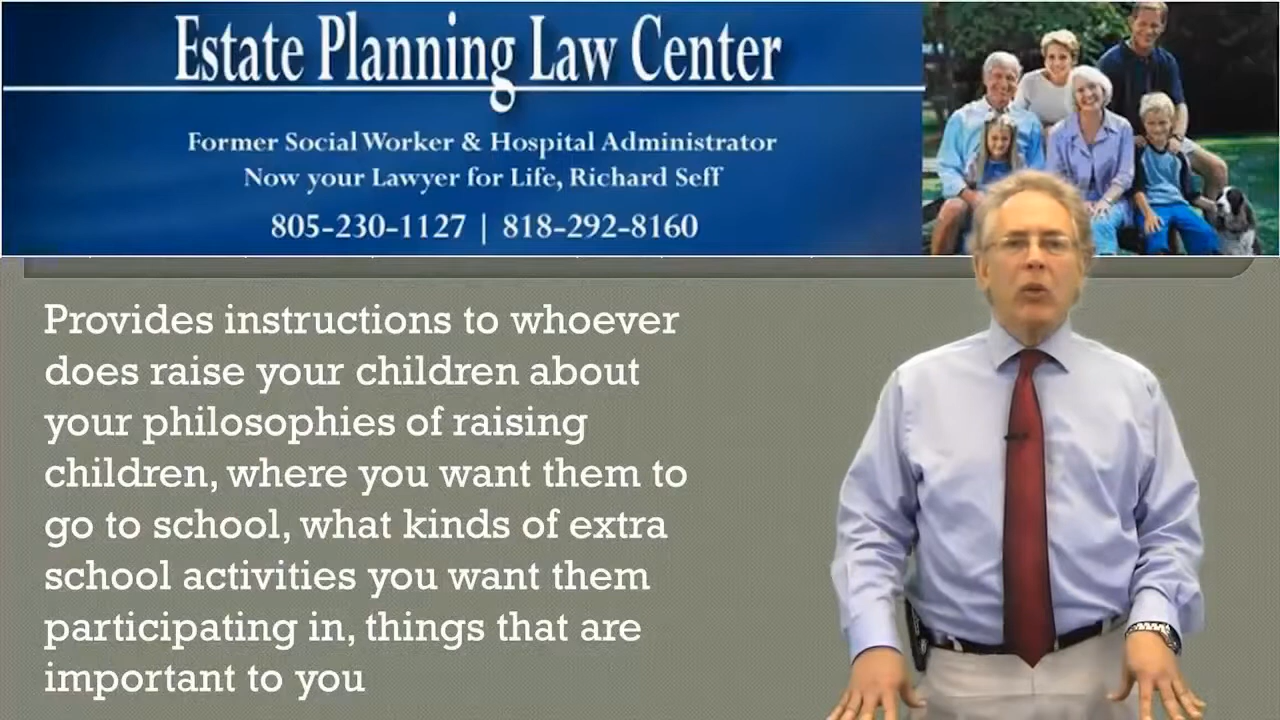 Estate Planning Law Center
Former Social Worker & Hospital Administrator
Now your Lawyer for Life, Richard Seff
805-230-1127 | 818-292-8160
Provides instructions to whoever
does raise your children about
your philosophies of raising
children, where you want them to
go to school, what kinds of extra
school activities you want them
participating in, things that are
important to you